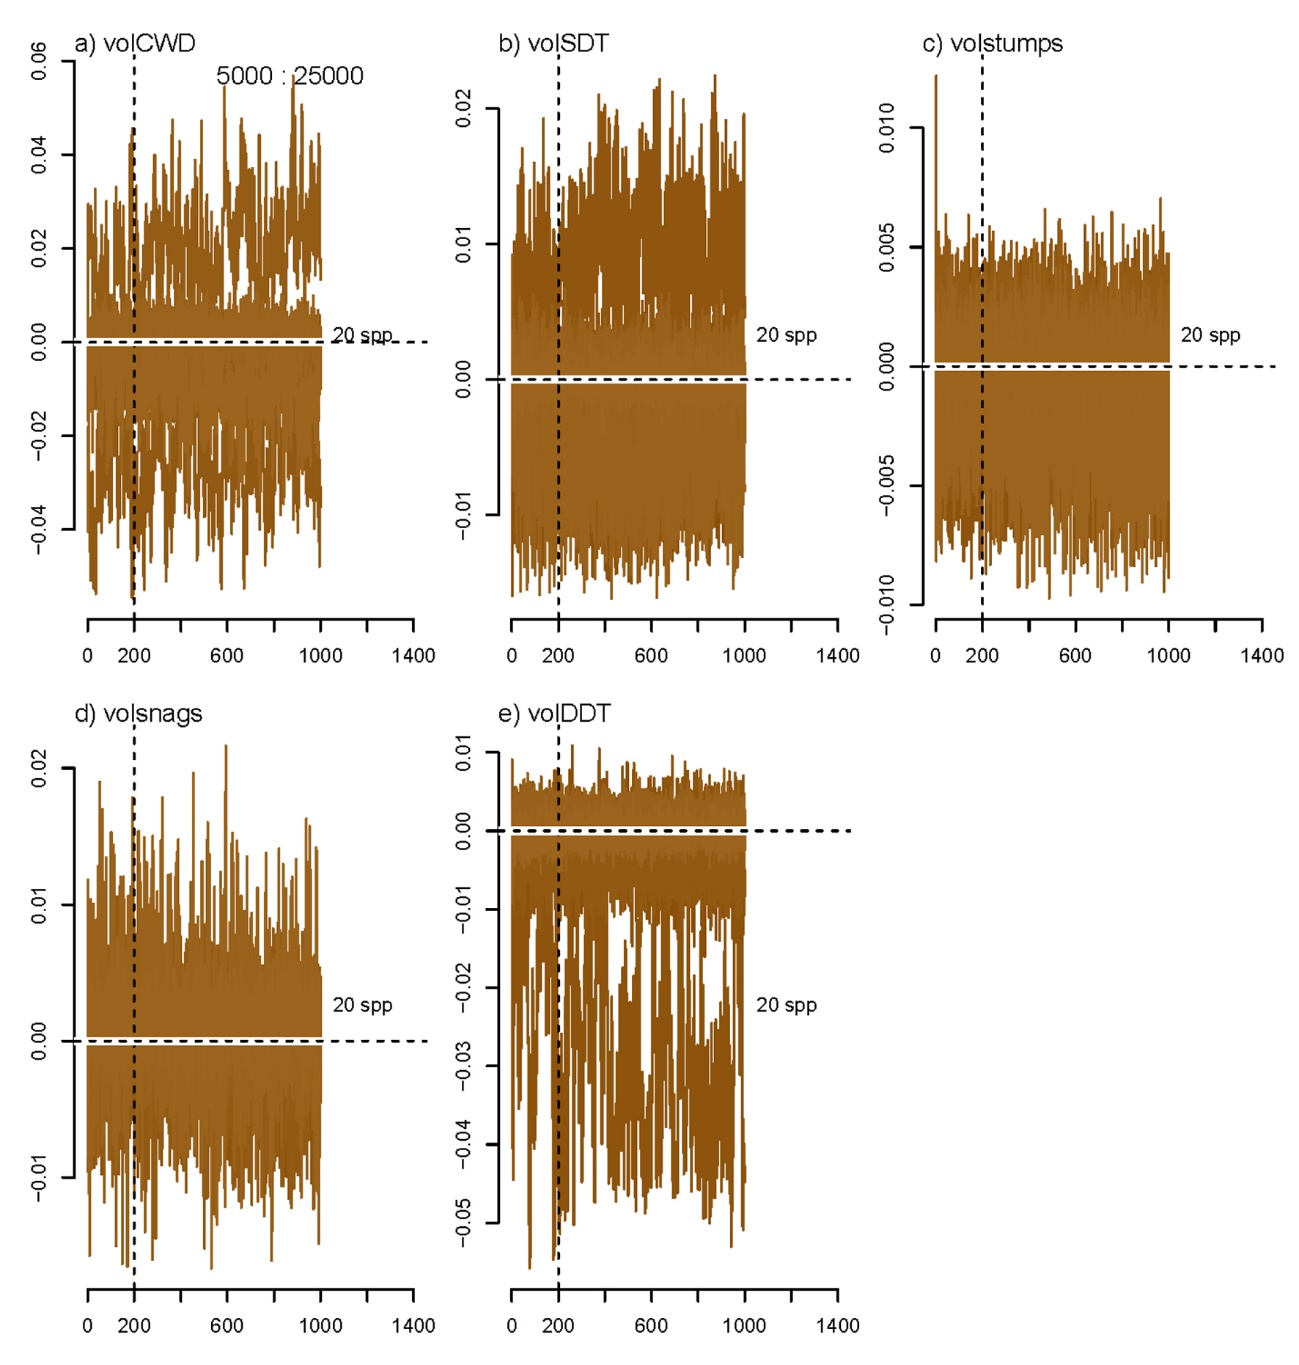 a) volCWD
5000 : 25000
0.06
0.04
0.02
0.00
−0.02
−0.04
20 spp
0 200 600 1000 1400
b) volSDT
0.02
0.01
0.00
−0.01
20 spp
0 200 600 1000 1400
c) volstumps
0.010
0.005
0.000
−0.005
−0.010
20 spp
0 200 600 1000 1400
d) volsnags
0.02
0.01
0.00
−0.01
20 spp
0 200 600 1000 1400
e) volDDT
0.01
0.00
−0.01
−0.02
−0.03
−0.04
−0.05
20 spp
0 200 600 1000 1400